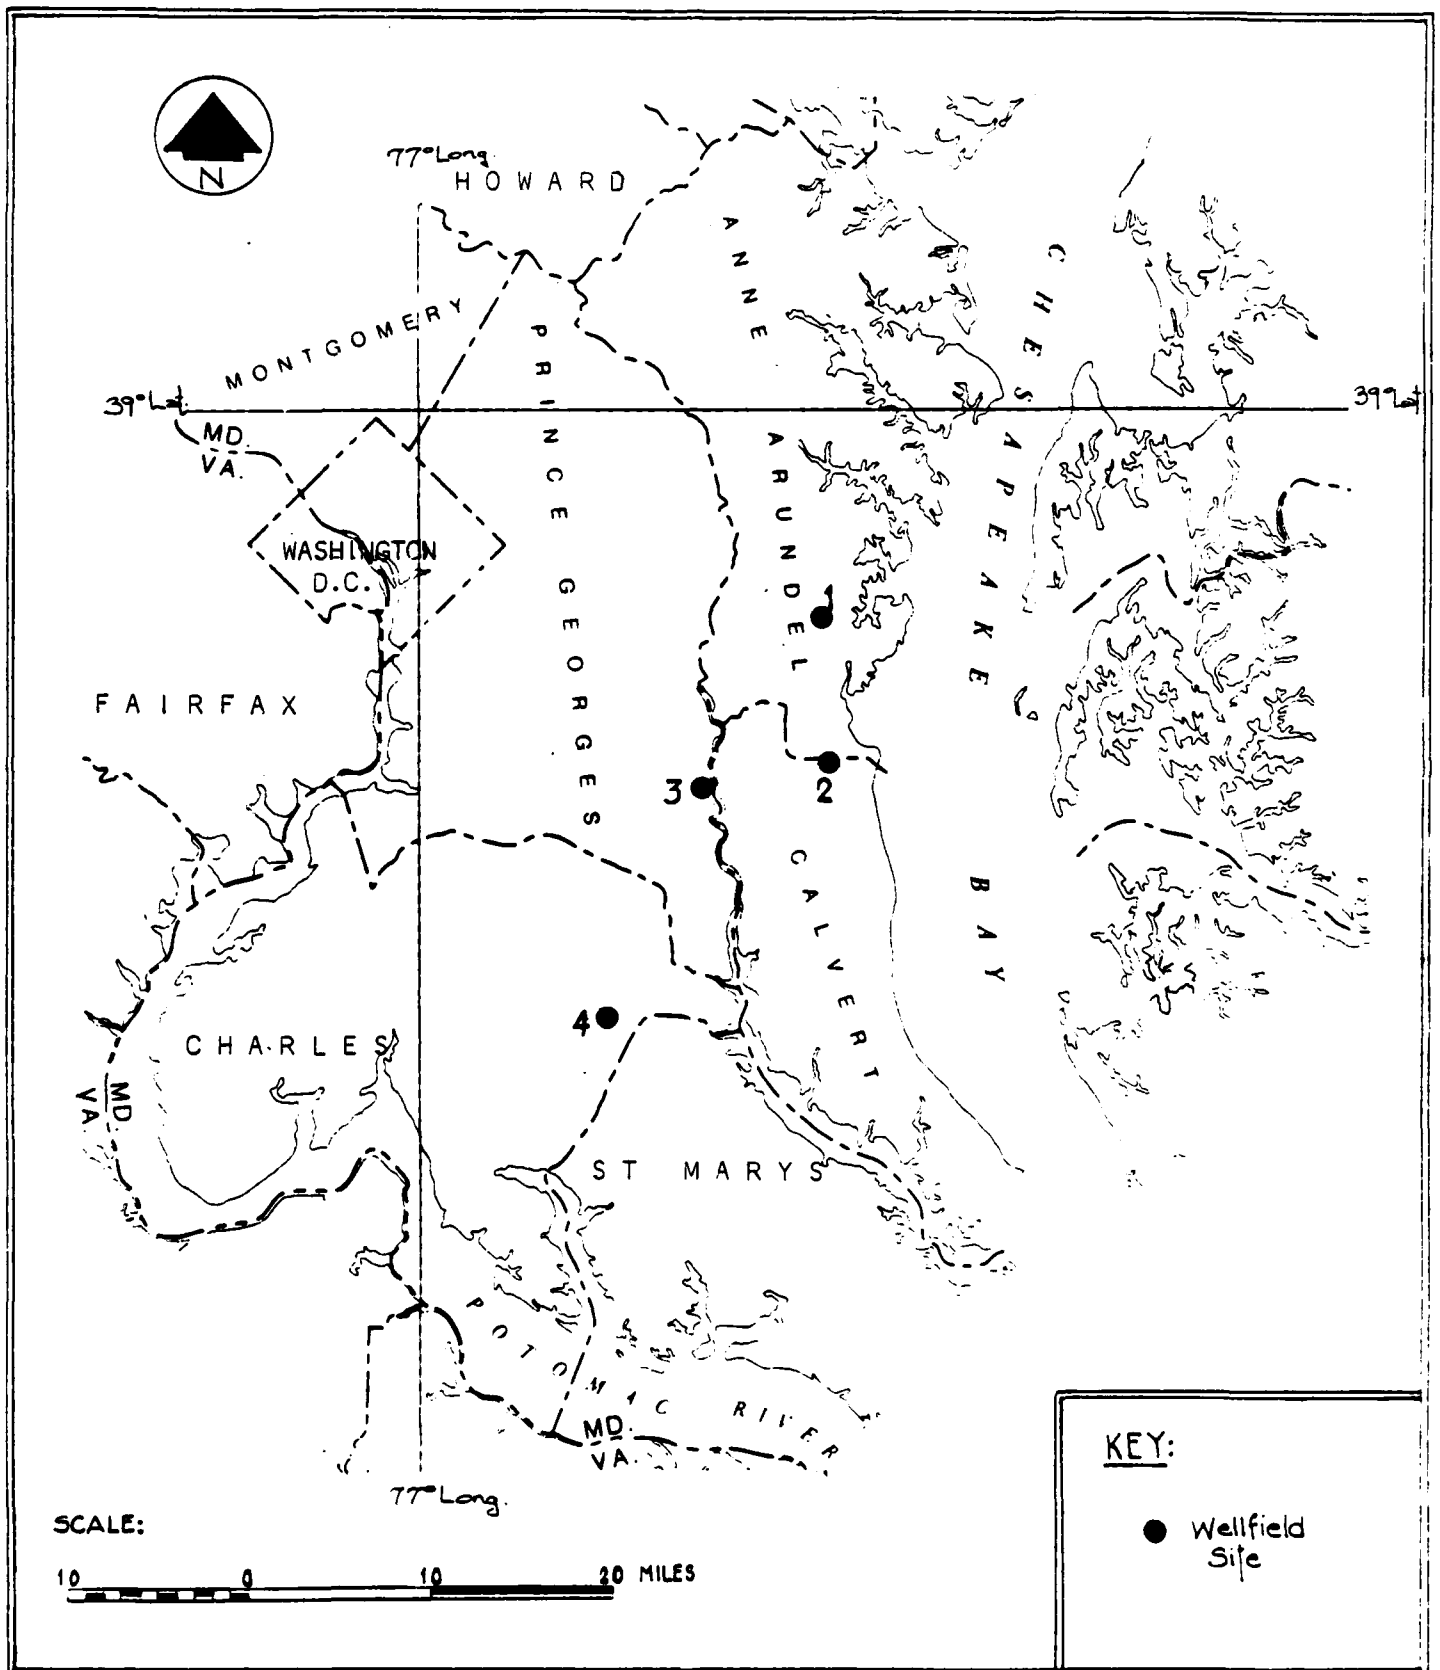 N
77° Long.
HOWARD
ANNE ARUNDEL
CHESAPEAKE BAY
MONTGOMERY
PRINCE GEORGES
39° Lat.
39° Lat
MD.
VA.
WASHINGTON
D.C.
1
FAIRFAX
3
2
CALVERT
4
CHARLES
MD.
VA.
ST MARYS
POTOMAC RIVER
MD.
VA.
77° Long.
KEY:
Wellfield
Site
SCALE:
10 0 10 20 MILES